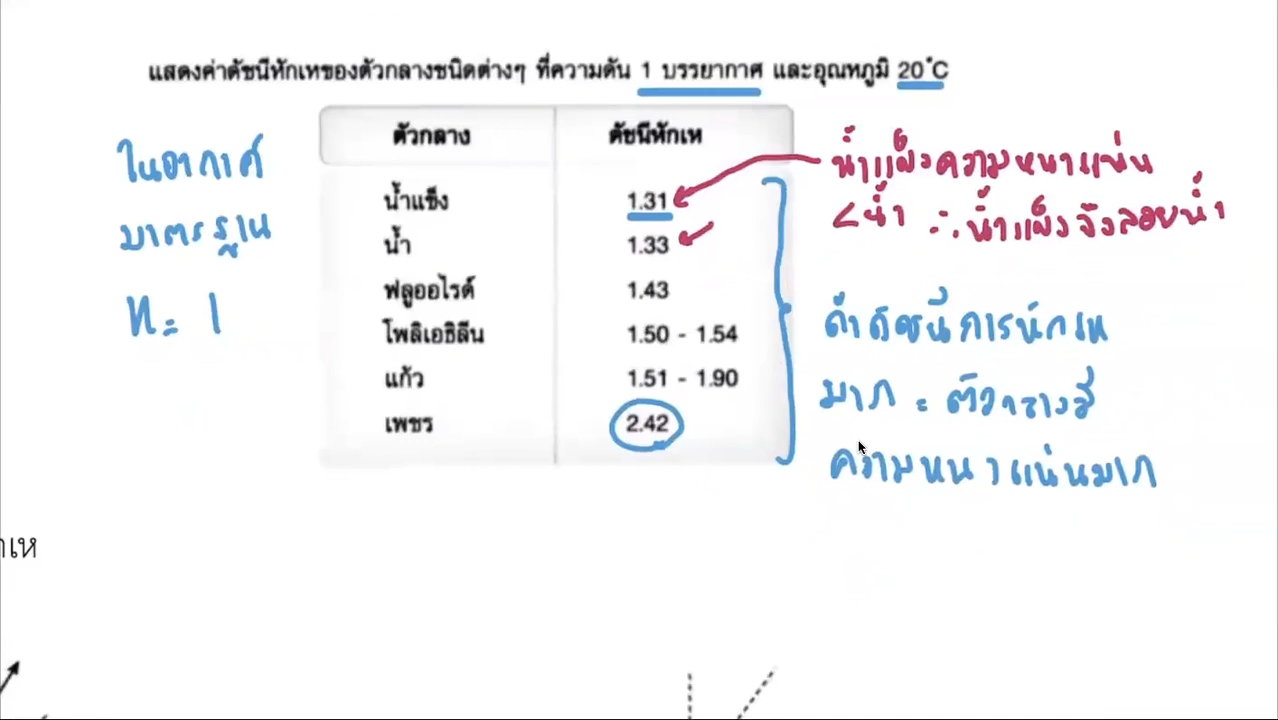 แสดงค่าดัชนีหักเหของตัวกลางชนิดต่างๆ ที่ความดัน 1 บรรยากาศ และอุณหภูมิ 20°C
ตัวกลาง ดัชนีหักเห
น้ำแข็ง 1.31
น้ำ 1.33
ฟลูออไรด์ 1.43
โพลิเอธิลีน 1.50 - 1.54
แก้ว 1.51 - 1.90
เพชร 2.42
ในอากาศ
มาตรฐาน
n = 1
น้ำแข็งความหนาแน่น
< น้ำ ∴ น้ำแข็งจึงลอยน้ำ
ถ้าดัชนีการหักเห
มาก = ตัวกลางมี
ความหนาแน่นมาก
าเห